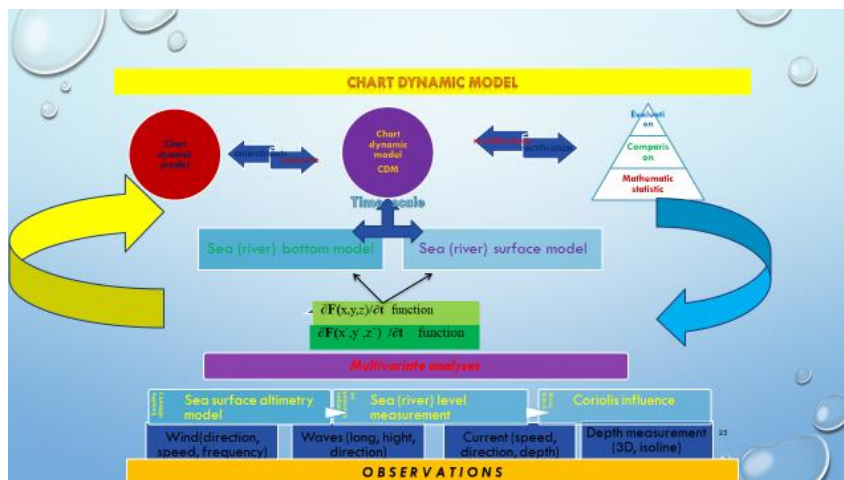 CHART DYNAMIC MODEL
Chart
dynamic
model
Chart
dynamic
model
CDM
Evaluati
on
Comparis
on
Mathematic
statistic
Time scale
Sea (river) bottom model
Sea (river) surface model
∂F(x,y,z)/∂t function
∂F(x`,y`,z`) /∂t function
Multivariate analyses
Sea surface altimetry
model
Sea (river) level
measurement
Coriolis influence
Wind(direction,
speed, frequency)
Waves (long, hight,
direction)
Current (speed,
direction, depth)
Depth measurement
(3D, isoline)
25
OBSERVATIONS